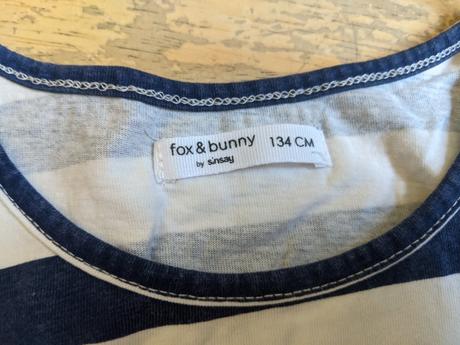 fox & bunny 134 CM
by sinsay